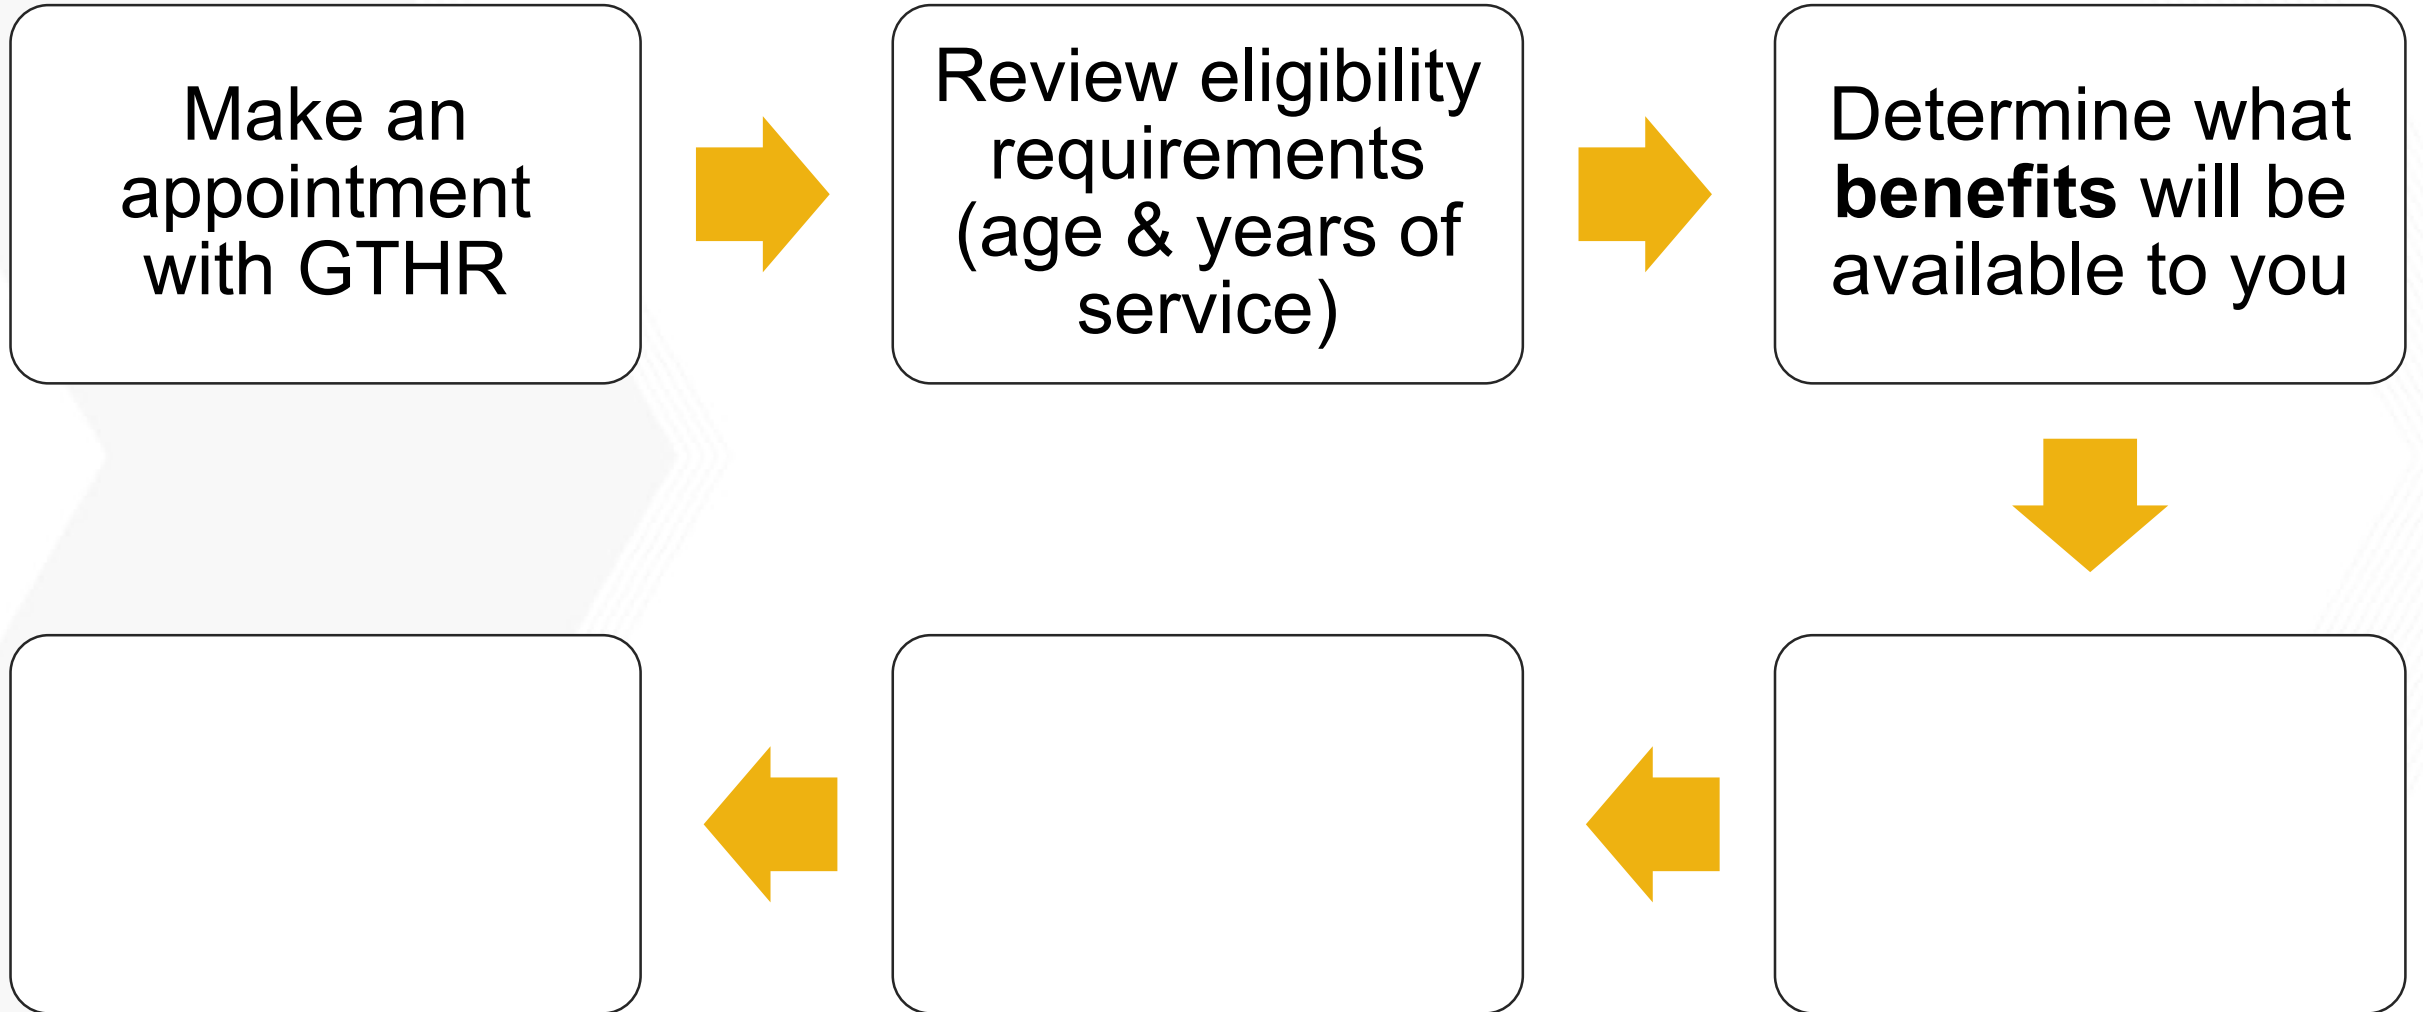 Make an
appointment
with GTHR
Review eligibility
requirements
(age & years of
service)
Determine what
benefits will be
available to you